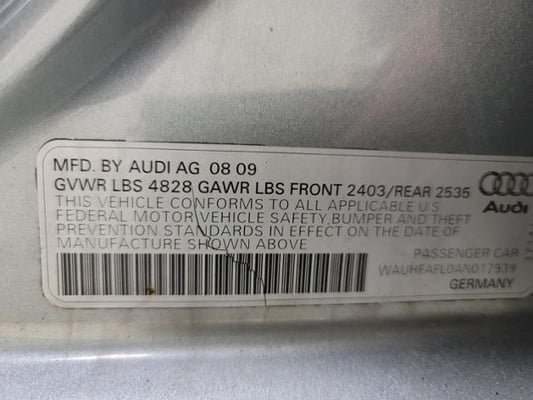 MFD. BY AUDI AG 08 09
GVWR LBS 4828 GAWR LBS FRONT 2403/REAR 2535
THIS VEHICLE CONFORMS TO ALL APPLICABLE U S
FEDERAL MOTOR VEHICLE SAFETY, BUMPER AND THEFT
PREVENTION STANDARDS IN EFFECT ON THE DATE OF
MANUFACTURE SHOWN ABOVE
Audi
PASSENGER CAR
WAUHFAFL0AN017939
GERMANY